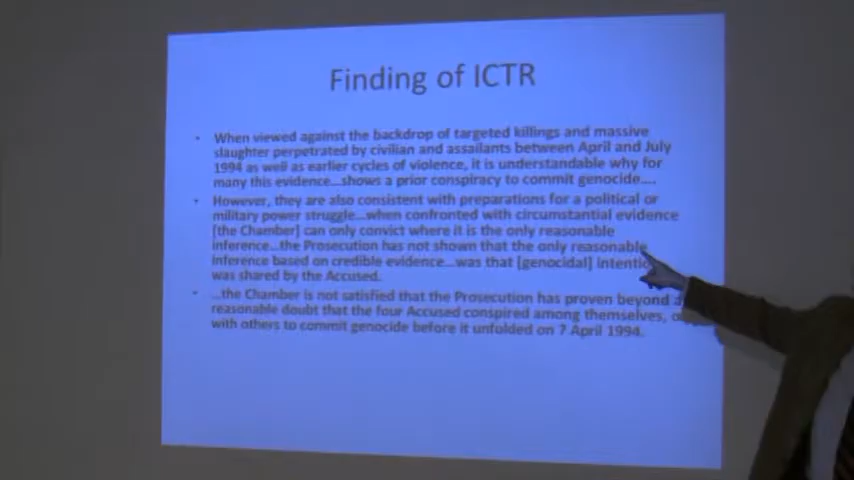 Finding of ICTR
• When viewed against the backdrop of targeted killings and massive
slaughter perpetrated by civilian and assailants between April and July
1994 as well as earlier cycles of violence, it is understandable why for
many this evidence...shows a prior conspiracy to commit genocide....
• However, they are also consistent with preparations for a political or
military power struggle...when confronted with circumstantial evidence
[the Chamber] can only convict where it is the only reasonable
inference...the Prosecution has not shown that the only reasonable
inference based on credible evidence...was that [genocidal]
was shared by the Accused.
• ...the Chamber is not satisfied that the Prosecution has proven beyond a
reasonable doubt that the four Accused conspired among themselves,
with others to commit genocide before it unfolded on 7 April 1994.